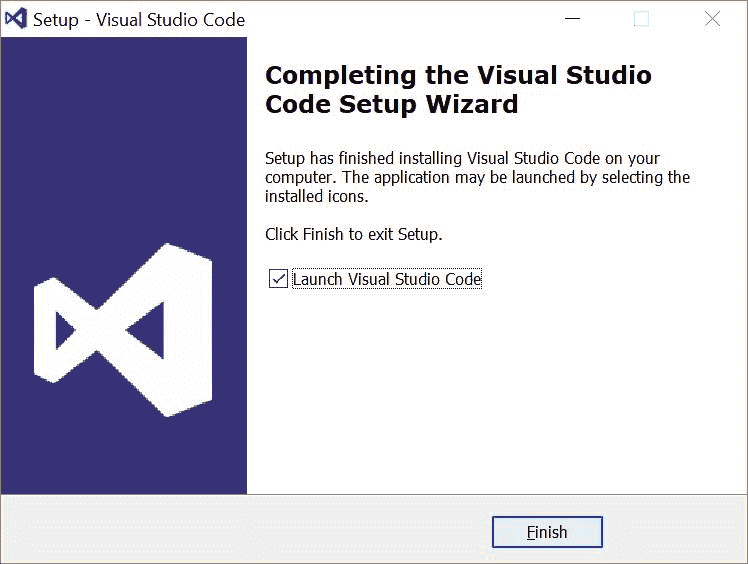 Setup - Visual Studio Code
Completing the Visual Studio
Code Setup Wizard
Setup has finished installing Visual Studio Code on your
computer. The application may be launched by selecting the
installed icons.
Click Finish to exit Setup.
Launch Visual Studio Code
Finish